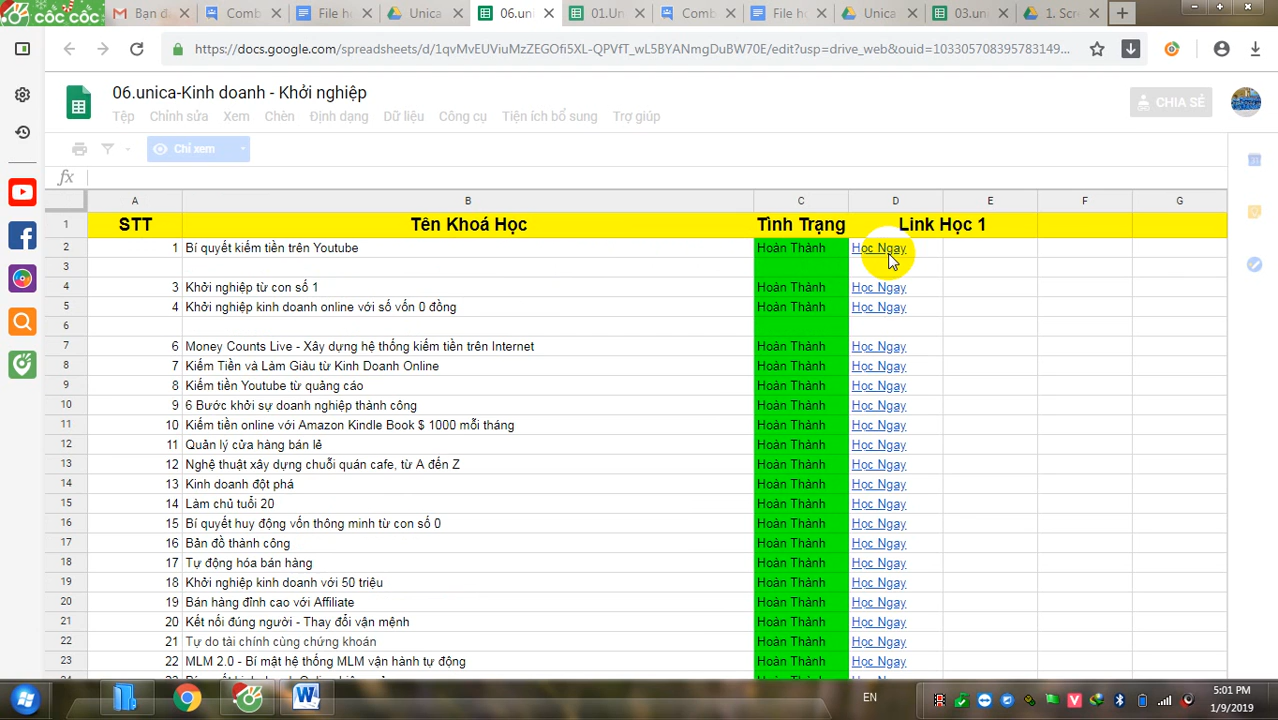 cốc cốc
Bạn đ
Comb
File h
Unica
06.un
01.Un
Com
File h
Unica
03.un
1. Scr
https://docs.google.com/spreadsheets/d/1qvMvEUViuMzZEGOfi5XL-QPVfT_wL5BYANmgDuBW70E/edit?usp=drive_web&ouid=103305708395783149...
06.unica-Kinh doanh - Khởi nghiệp
CHIA SẺ
Tệp Chỉnh sửa Xem Chèn Định dạng Dữ liệu Công cụ Tiện ích bổ sung Trợ giúp
Chỉ xem
fx
A B C D E F G
1 STT Tên Khoá Học Tình Trạng Link Học 1
2 1 Bí quyết kiếm tiền trên Youtube Hoàn Thành Học Ngay
3
4 3 Khởi nghiệp từ con số 1 Hoàn Thành Học Ngay
5 4 Khởi nghiệp kinh doanh online với số vốn 0 đồng Hoàn Thành Học Ngay
6
7 6 Money Counts Live - Xây dựng hệ thống kiếm tiền trên Internet Hoàn Thành Học Ngay
8 7 Kiếm Tiền và Làm Giàu từ Kinh Doanh Online Hoàn Thành Học Ngay
9 8 Kiếm tiền Youtube từ quảng cáo Hoàn Thành Học Ngay
10 9 6 Bước khởi sự doanh nghiệp thành công Hoàn Thành Học Ngay
11 10 Kiếm tiền online với Amazon Kindle Book $ 1000 mỗi tháng Hoàn Thành Học Ngay
12 11 Quản lý cửa hàng bán lẻ Hoàn Thành Học Ngay
13 12 Nghệ thuật xây dựng chuỗi quán cafe, từ A đến Z Hoàn Thành Học Ngay
14 13 Kinh doanh đột phá Hoàn Thành Học Ngay
15 14 Làm chủ tuổi 20 Hoàn Thành Học Ngay
16 15 Bí quyết huy động vốn thông minh từ con số 0 Hoàn Thành Học Ngay
17 16 Bản đồ thành công Hoàn Thành Học Ngay
18 17 Tự động hóa bán hàng Hoàn Thành Học Ngay
19 18 Khởi nghiệp kinh doanh với 50 triệu Hoàn Thành Học Ngay
20 19 Bán hàng đỉnh cao với Affiliate Hoàn Thành Học Ngay
21 20 Kết nối đúng người - Thay đổi vận mệnh Hoàn Thành Học Ngay
22 21 Tự do tài chính cùng chứng khoán Hoàn Thành Học Ngay
23 22 MLM 2.0 - Bí mật hệ thống MLM vận hành tự động Hoàn Thành Học Ngay
EN
5:01 PM
1/9/2019